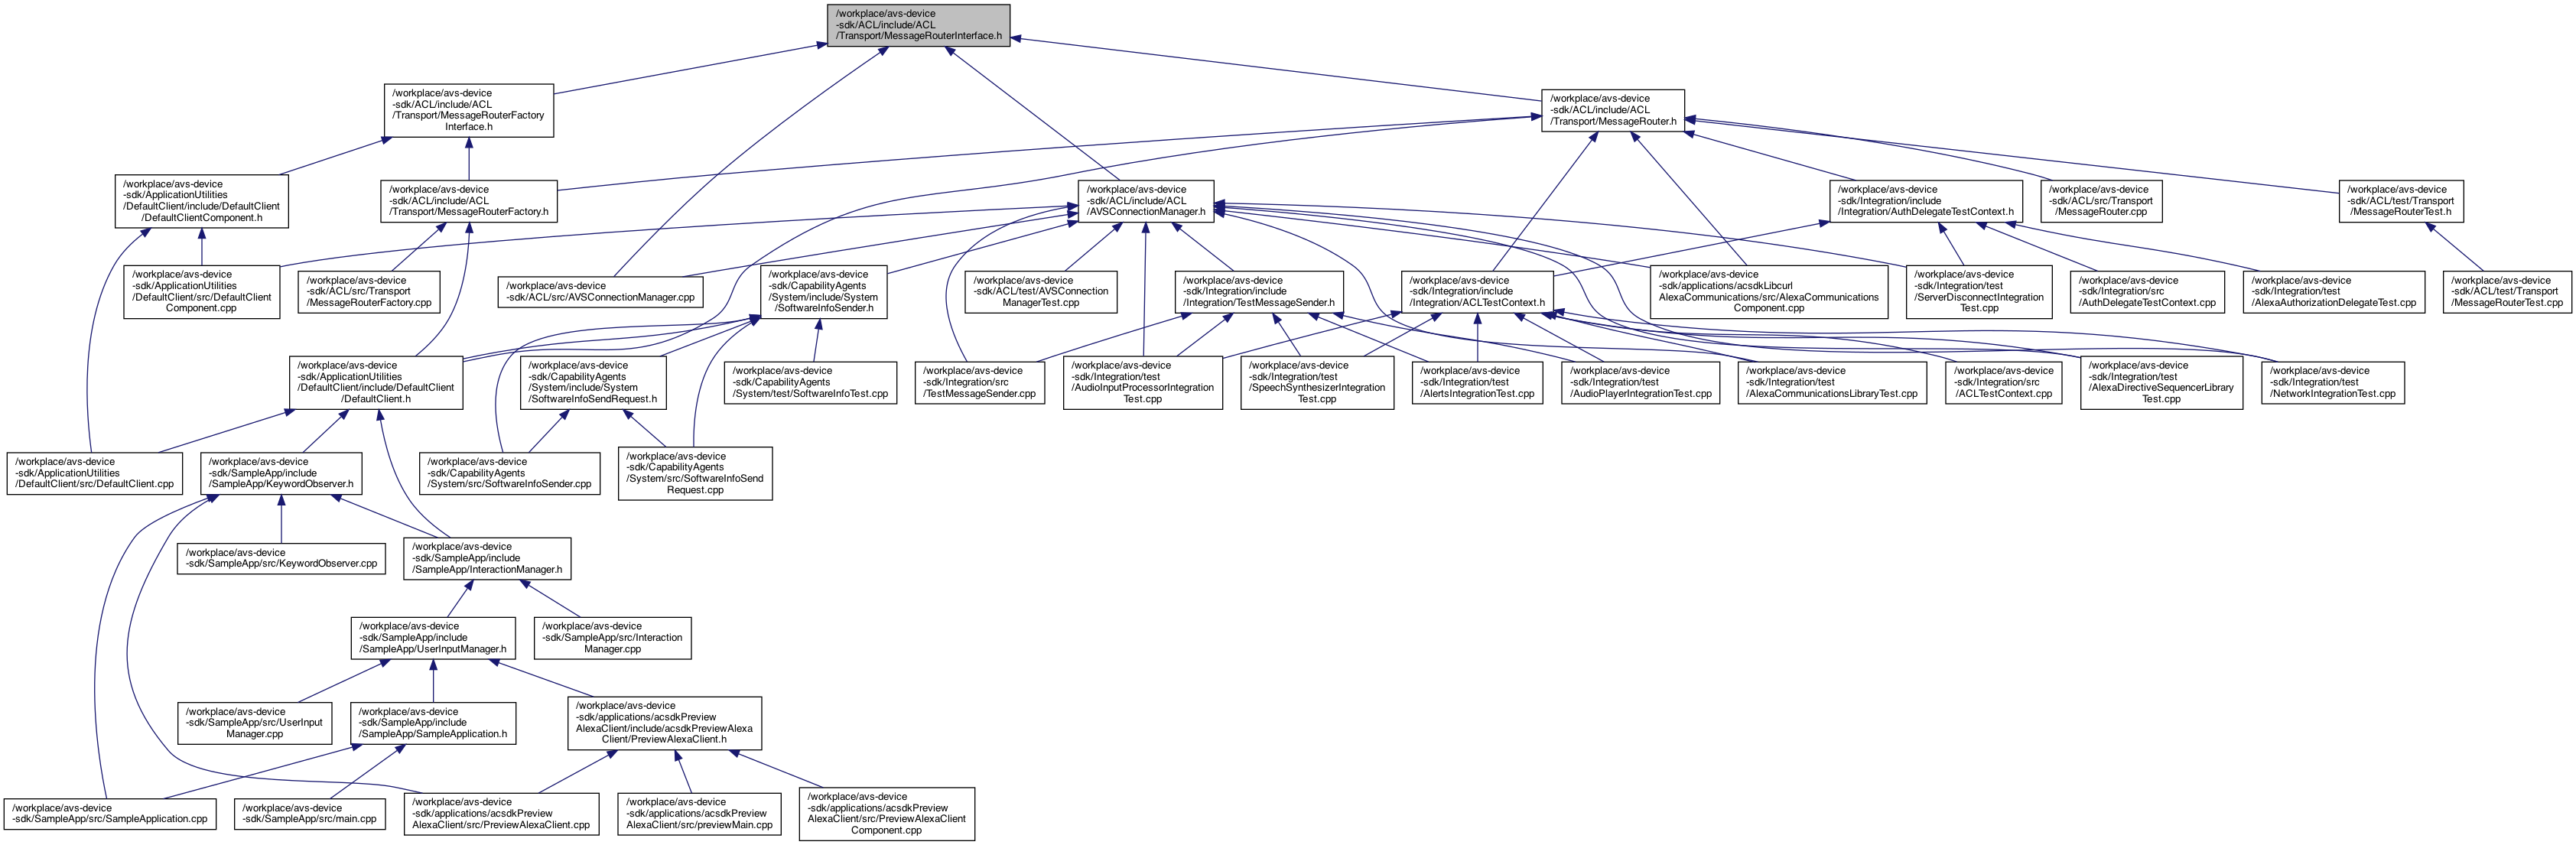 /workplace/avs-device
-sdk/ACL/include/ACL
/Transport/MessageRouterInterface.h
/workplace/avs-device
-sdk/ACL/include/ACL
/Transport/MessageRouterFactory
Interface.h
/workplace/avs-device
-sdk/ACL/include/ACL
/Transport/MessageRouter.h
/workplace/avs-device
-sdk/ApplicationUtilities
/DefaultClient/include/DefaultClient
/DefaultClientComponent.h
/workplace/avs-device
-sdk/ACL/include/ACL
/Transport/MessageRouterFactory.h
/workplace/avs-device
-sdk/ACL/include/ACL
/AVSConnectionManager.h
/workplace/avs-device
-sdk/Integration/include
/Integration/AuthDelegateTestContext.h
/workplace/avs-device
-sdk/ACL/src/Transport
/MessageRouter.cpp
/workplace/avs-device
-sdk/ACL/test/Transport
/MessageRouterTest.h
/workplace/avs-device
-sdk/ApplicationUtilities
/DefaultClient/src/DefaultClient
Component.cpp
/workplace/avs-device
-sdk/ACL/src/Transport
/MessageRouterFactory.cpp
/workplace/avs-device
-sdk/ACL/src/AVSConnectionManager.cpp
/workplace/avs-device
-sdk/CapabilityAgents
/System/include/System
/SoftwareInfoSender.h
/workplace/avs-device
-sdk/ACL/test/AVSConnection
ManagerTest.cpp
/workplace/avs-device
-sdk/Integration/include
/Integration/TestMessageSender.h
/workplace/avs-device
-sdk/Integration/include
/Integration/ACLTestContext.h
/workplace/avs-device
-sdk/applications/acsdkLibcurl
AlexaCommunications/src/AlexaCommunications
Component.cpp
/workplace/avs-device
-sdk/Integration/test
/ServerDisconnectIntegration
Test.cpp
/workplace/avs-device
-sdk/Integration/src
/AuthDelegateTestContext.cpp
/workplace/avs-device
-sdk/Integration/test
/AlexaAuthorizationDelegateTest.cpp
/workplace/avs-device
-sdk/ACL/test/Transport
/MessageRouterTest.cpp
/workplace/avs-device
-sdk/ApplicationUtilities
/DefaultClient/include/DefaultClient
/DefaultClient.h
/workplace/avs-device
-sdk/CapabilityAgents
/System/include/System
/SoftwareInfoSendRequest.h
/workplace/avs-device
-sdk/CapabilityAgents
/System/test/SoftwareInfoTest.cpp
/workplace/avs-device
-sdk/Integration/src
/TestMessageSender.cpp
/workplace/avs-device
-sdk/Integration/test
/AudioInputProcessorIntegration
Test.cpp
/workplace/avs-device
-sdk/Integration/test
/SpeechSynthesizerIntegration
Test.cpp
/workplace/avs-device
-sdk/Integration/test
/AlertsIntegrationTest.cpp
/workplace/avs-device
-sdk/Integration/test
/AudioPlayerIntegrationTest.cpp
/workplace/avs-device
-sdk/Integration/test
/AlexaCommunicationsLibraryTest.cpp
/workplace/avs-device
-sdk/Integration/src
/ACLTestContext.cpp
/workplace/avs-device
-sdk/Integration/test
/AlexaDirectiveSequencerLibrary
Test.cpp
/workplace/avs-device
-sdk/Integration/test
/NetworkIntegrationTest.cpp
/workplace/avs-device
-sdk/ApplicationUtilities
/DefaultClient/src/DefaultClient.cpp
/workplace/avs-device
-sdk/SampleApp/include
/SampleApp/KeywordObserver.h
/workplace/avs-device
-sdk/CapabilityAgents
/System/src/SoftwareInfoSender.cpp
/workplace/avs-device
-sdk/CapabilityAgents
/System/src/SoftwareInfoSend
Request.cpp
/workplace/avs-device
-sdk/SampleApp/src/KeywordObserver.cpp
/workplace/avs-device
-sdk/SampleApp/include
/SampleApp/InteractionManager.h
/workplace/avs-device
-sdk/SampleApp/include
/SampleApp/UserInputManager.h
/workplace/avs-device
-sdk/SampleApp/src/Interaction
Manager.cpp
/workplace/avs-device
-sdk/SampleApp/src/UserInput
Manager.cpp
/workplace/avs-device
-sdk/SampleApp/include
/SampleApp/SampleApplication.h
/workplace/avs-device
-sdk/applications/acsdkPreview
AlexaClient/include/acsdkPreviewAlexa
Client/PreviewAlexaClient.h
/workplace/avs-device
-sdk/SampleApp/src/SampleApplication.cpp
/workplace/avs-device
-sdk/SampleApp/src/main.cpp
/workplace/avs-device
-sdk/applications/acsdkPreview
AlexaClient/src/PreviewAlexaClient.cpp
/workplace/avs-device
-sdk/applications/acsdkPreview
AlexaClient/src/previewMain.cpp
/workplace/avs-device
-sdk/applications/acsdkPreview
AlexaClient/src/PreviewAlexaClient
Component.cpp